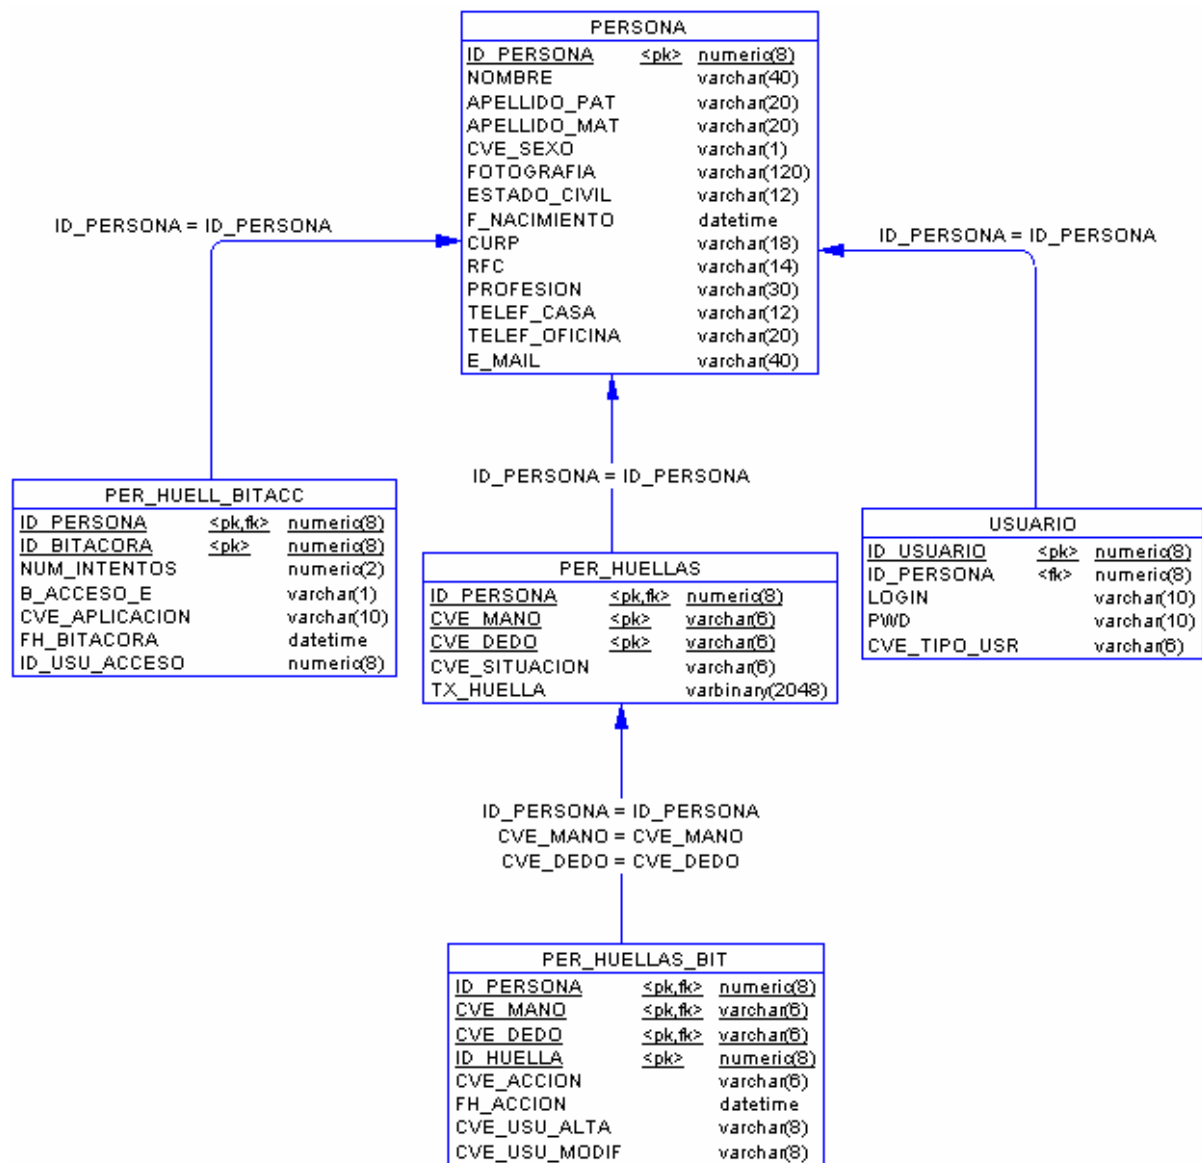 PERSONA
ID_PERSONA <pk> numeric(8)
NOMBRE varchar(40)
APELLIDO_PAT varchar(20)
APELLIDO_MAT varchar(20)
CVE_SEXO varchar(1)
FOTOGRAFIA varchar(120)
ESTADO_CIVIL varchar(12)
F_NACIMIENTO datetime
CURP varchar(18)
RFC varchar(14)
PROFESION varchar(30)
TELEF_CASA varchar(12)
TELEF_OFICINA varchar(20)
E_MAIL varchar(40)
ID_PERSONA = ID_PERSONA
ID_PERSONA = ID_PERSONA
ID_PERSONA = ID_PERSONA
PER_HUELL_BITACC
ID_PERSONA <pk,fk> numeric(8)
ID_BITACORA <pk> numeric(8)
NUM_INTENTOS numeric(2)
B_ACCESO_E varchar(1)
CVE_APLICACION varchar(10)
FH_BITACORA datetime
ID_USU_ACCESO numeric(8)
PER_HUELLAS
ID_PERSONA <pk,fk> numeric(8)
CVE_MANO <pk> varchar(6)
CVE_DEDO <pk> varchar(6)
CVE_SITUACION varchar(6)
TX_HUELLA varbinary(2048)
USUARIO
ID_USUARIO <pk> numeric(8)
ID_PERSONA <fk> numeric(8)
LOGIN varchar(10)
PWD varchar(10)
CVE_TIPO_USR varchar(6)
ID_PERSONA = ID_PERSONA
CVE_MANO = CVE_MANO
CVE_DEDO = CVE_DEDO
PER_HUELLAS_BIT
ID_PERSONA <pk,fk> numeric(8)
CVE_MANO <pk,fk> varchar(6)
CVE_DEDO <pk,fk> varchar(6)
ID_HUELLA <pk> numeric(8)
CVE_ACCION varchar(6)
FH_ACCION datetime
CVE_USU_ALTA varchar(8)
CVE_USU_MODIF varchar(8)